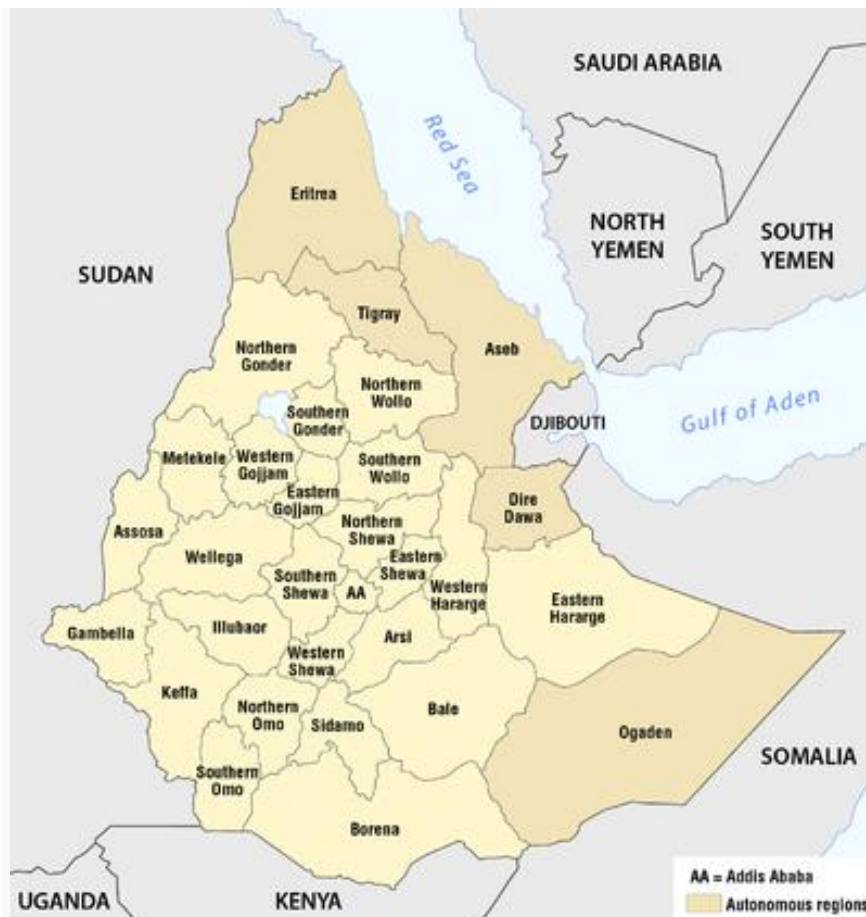 SAUDI ARABIA
Red Sea
Eritrea
NORTH
YEMEN
SOUTH
YEMEN
SUDAN
Tigray
Aseb
Northern
Gonder
Northern
Wollo
Southern
Gonder
DJIBOUTI
Gulf of Aden
Metekele
Western
Gojjam
Southern
Wollo
Eastern
Gojjam
Dire
Dawa
Assosa
Northern
Shewa
Wellega
Eastern
Shewa
Southern
Shewa
AA
Western
Hararge
Eastern
Hararge
Gambella
Illubaor
Arsi
Western
Shewa
Keffa
Northern
Omo
Sidamo
Bale
Ogaden
SOMALIA
Southern
Omo
Borena
UGANDA
KENYA
AA = Addis Ababa
Autonomous regions